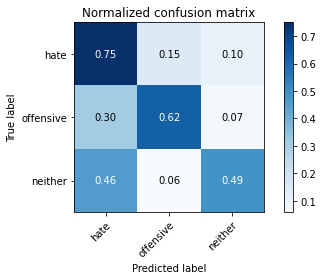 Normalized confusion matrix
True label
hate 0.75 0.15 0.10
offensive 0.30 0.62 0.07
neither 0.46 0.06 0.49
hate offensive neither
Predicted label
0.7
0.6
0.5
0.4
0.3
0.2
0.1